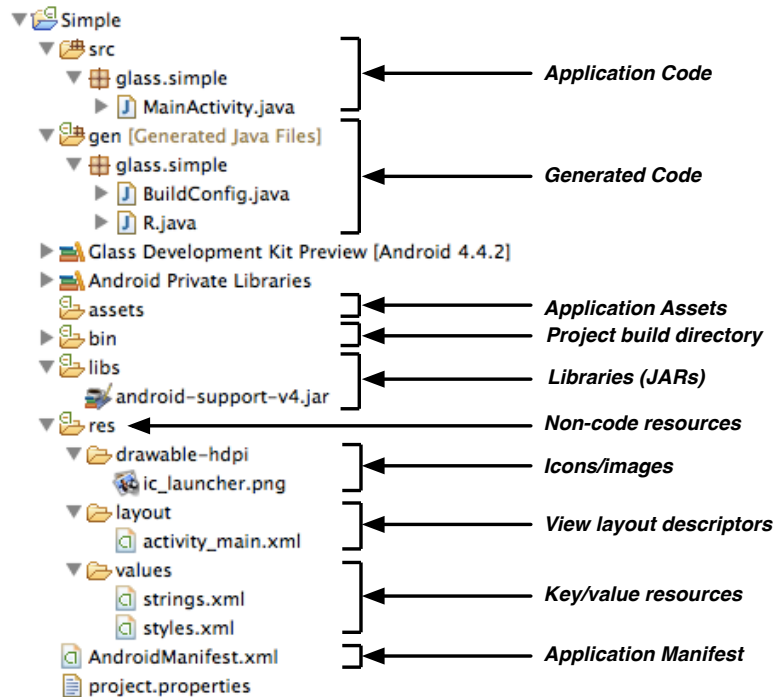 Simple
src
glass.simple
Application Code
MainActivity.java
gen [Generated Java Files]
glass.simple
Generated Code
BuildConfig.java
R.java
Glass Development Kit Preview [Android 4.4.2]
Android Private Libraries
assets
Application Assets
bin
Project build directory
libs
Libraries (JARs)
android-support-v4.jar
res
Non-code resources
drawable-hdpi
Icons/images
ic_launcher.png
layout
View layout descriptors
activity_main.xml
values
Key/value resources
strings.xml
styles.xml
AndroidManifest.xml
Application Manifest
project.properties